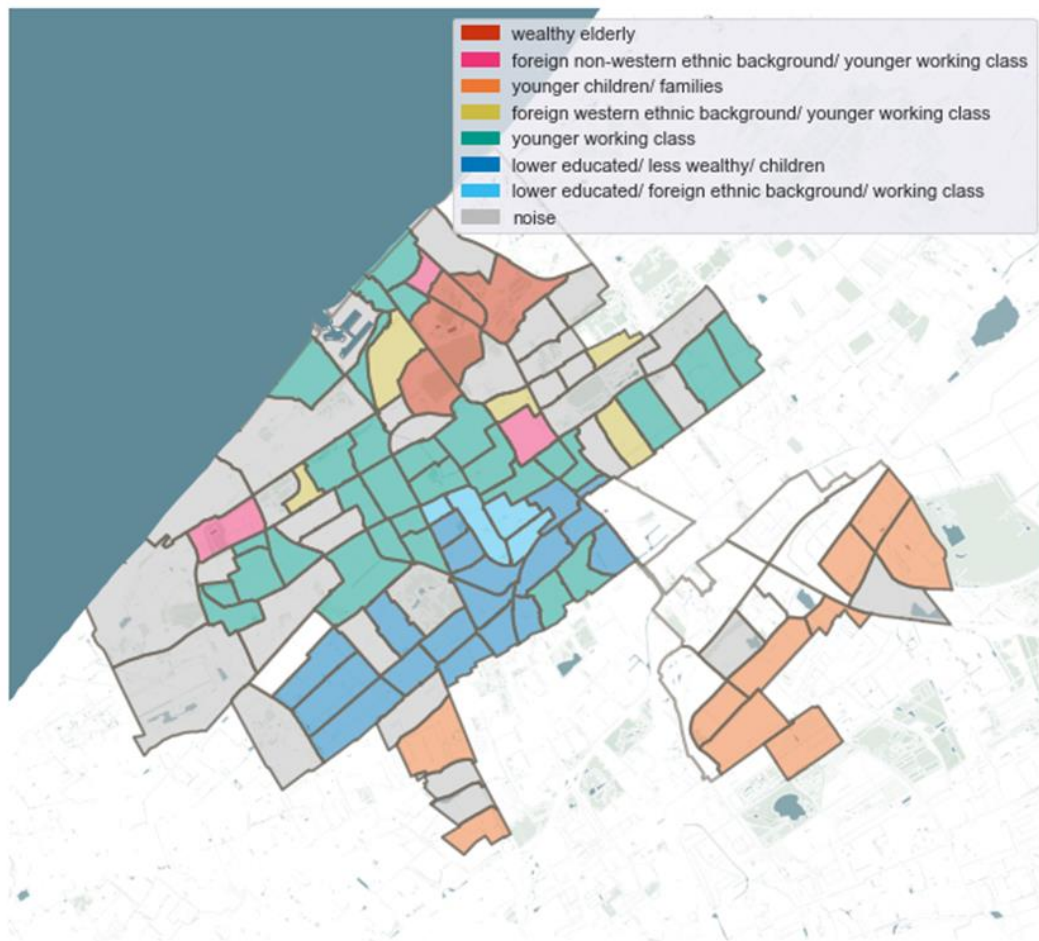 wealthy elderly
foreign non-western ethnic background/ younger working class
younger children/ families
foreign western ethnic background/ younger working class
younger working class
lower educated/ less wealthy/ children
lower educated/ foreign ethnic background/ working class
noise